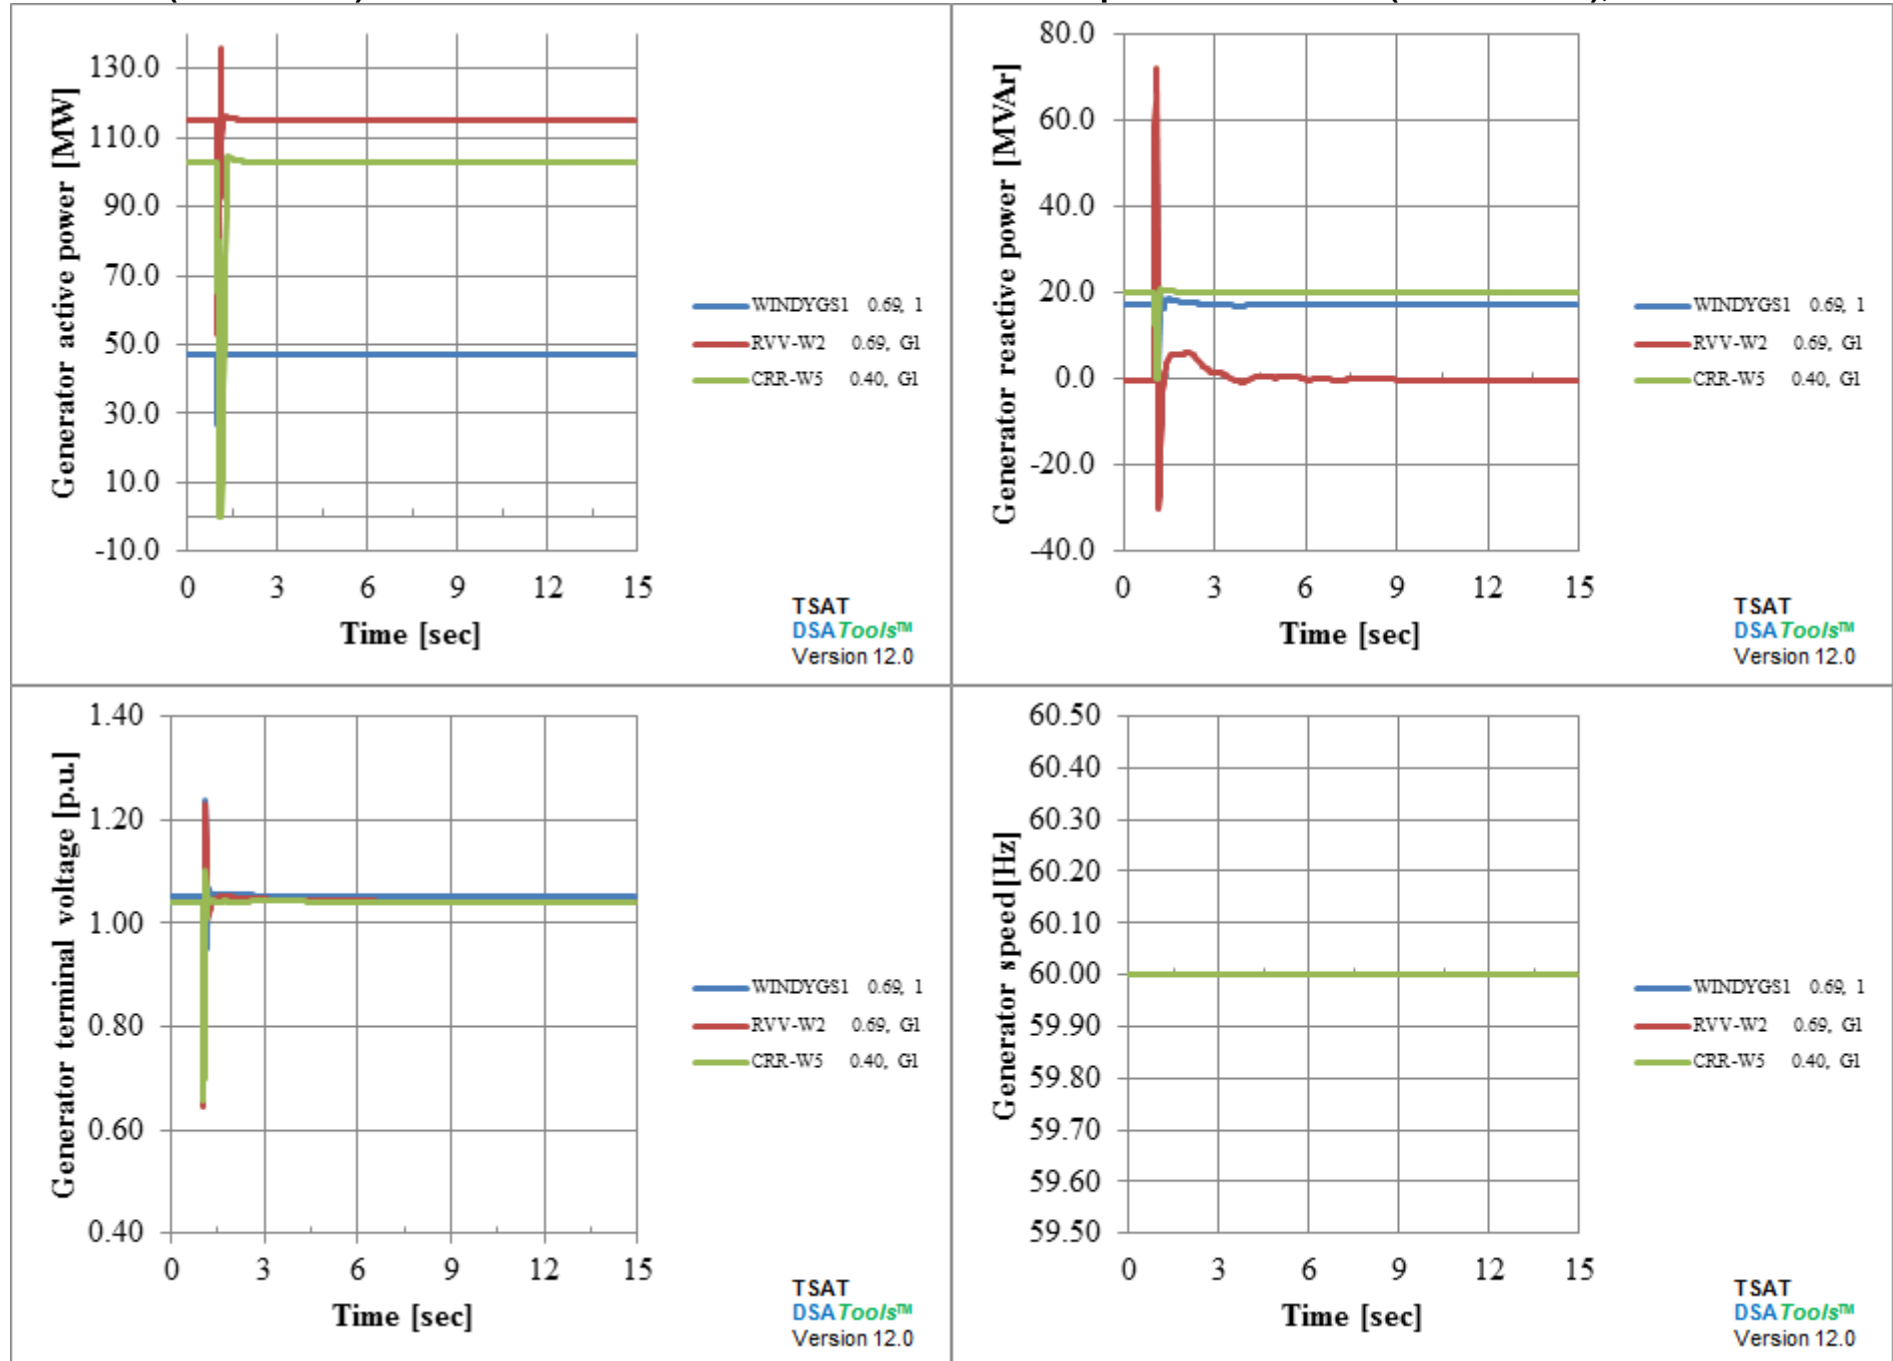 130.0
110.0
90.0
70.0
50.0
30.0
10.0
-10.0
Generator active power [MW]
0 3 6 9 12 15
Time [sec]
WINDYGS1 0.69, 1
RVV-W2 0.69, G1
CRR-W5 0.40, G1
TSAT
DSATools™
Version 12.0
80.0
60.0
40.0
20.0
0.0
-20.0
-40.0
Generator reactive power [MVAr]
0 3 6 9 12 15
Time [sec]
WINDYGS1 0.69, 1
RVV-W2 0.69, G1
CRR-W5 0.40, G1
TSAT
DSATools™
Version 12.0
1.40
1.20
1.00
0.80
0.60
0.40
Generator terminal voltage [p.u.]
0 3 6 9 12 15
Time [sec]
WINDYGS1 0.69, 1
RVV-W2 0.69, G1
CRR-W5 0.40, G1
TSAT
DSATools™
Version 12.0
60.50
60.40
60.30
60.20
60.10
60.00
59.90
59.80
59.70
59.60
59.50
Generator speed[Hz]
0 3 6 9 12 15
Time [sec]
WINDYGS1 0.69, 1
RVV-W2 0.69, G1
CRR-W5 0.40, G1
TSAT
DSATools™
Version 12.0